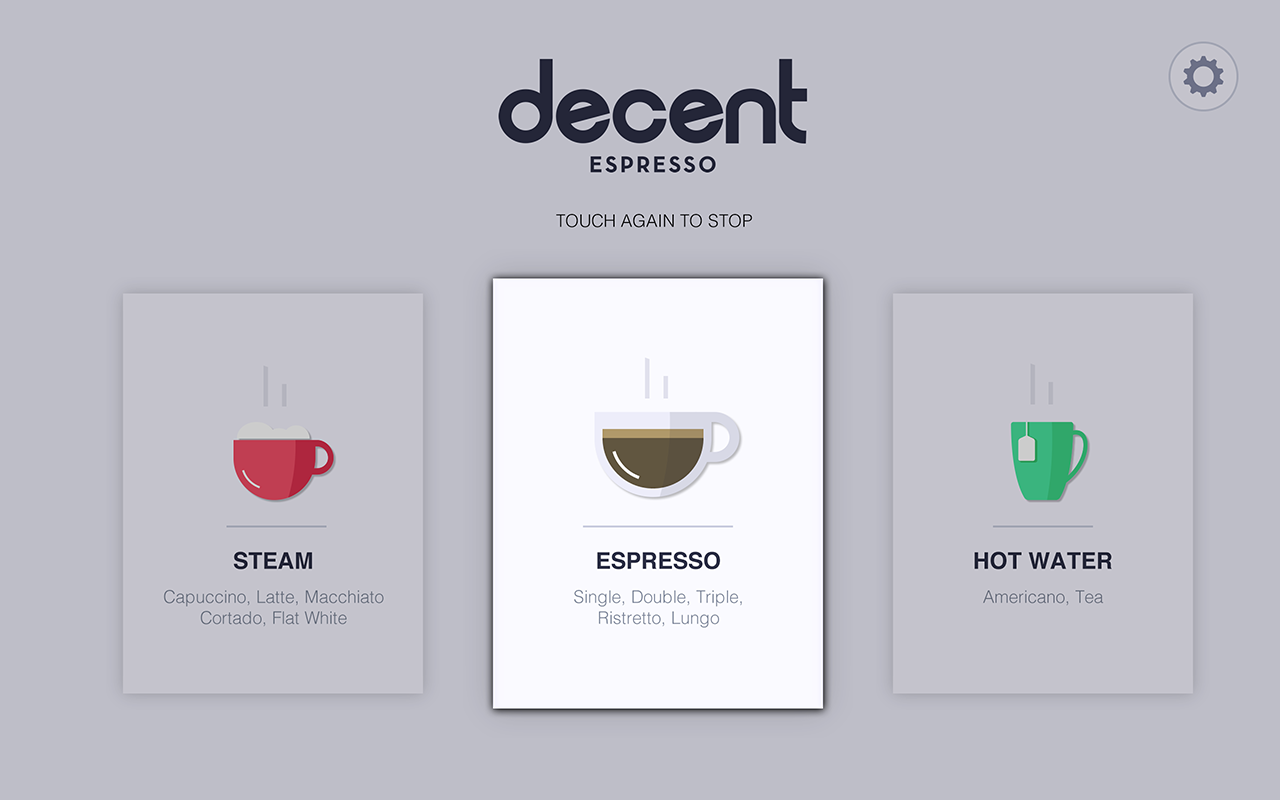 decent
ESPRESSO
TOUCH AGAIN TO STOP
STEAM
Capuccino, Latte, Macchiato
Cortado, Flat White
ESPRESSO
Single, Double, Triple,
Ristretto, Lungo
HOT WATER
Americano, Tea